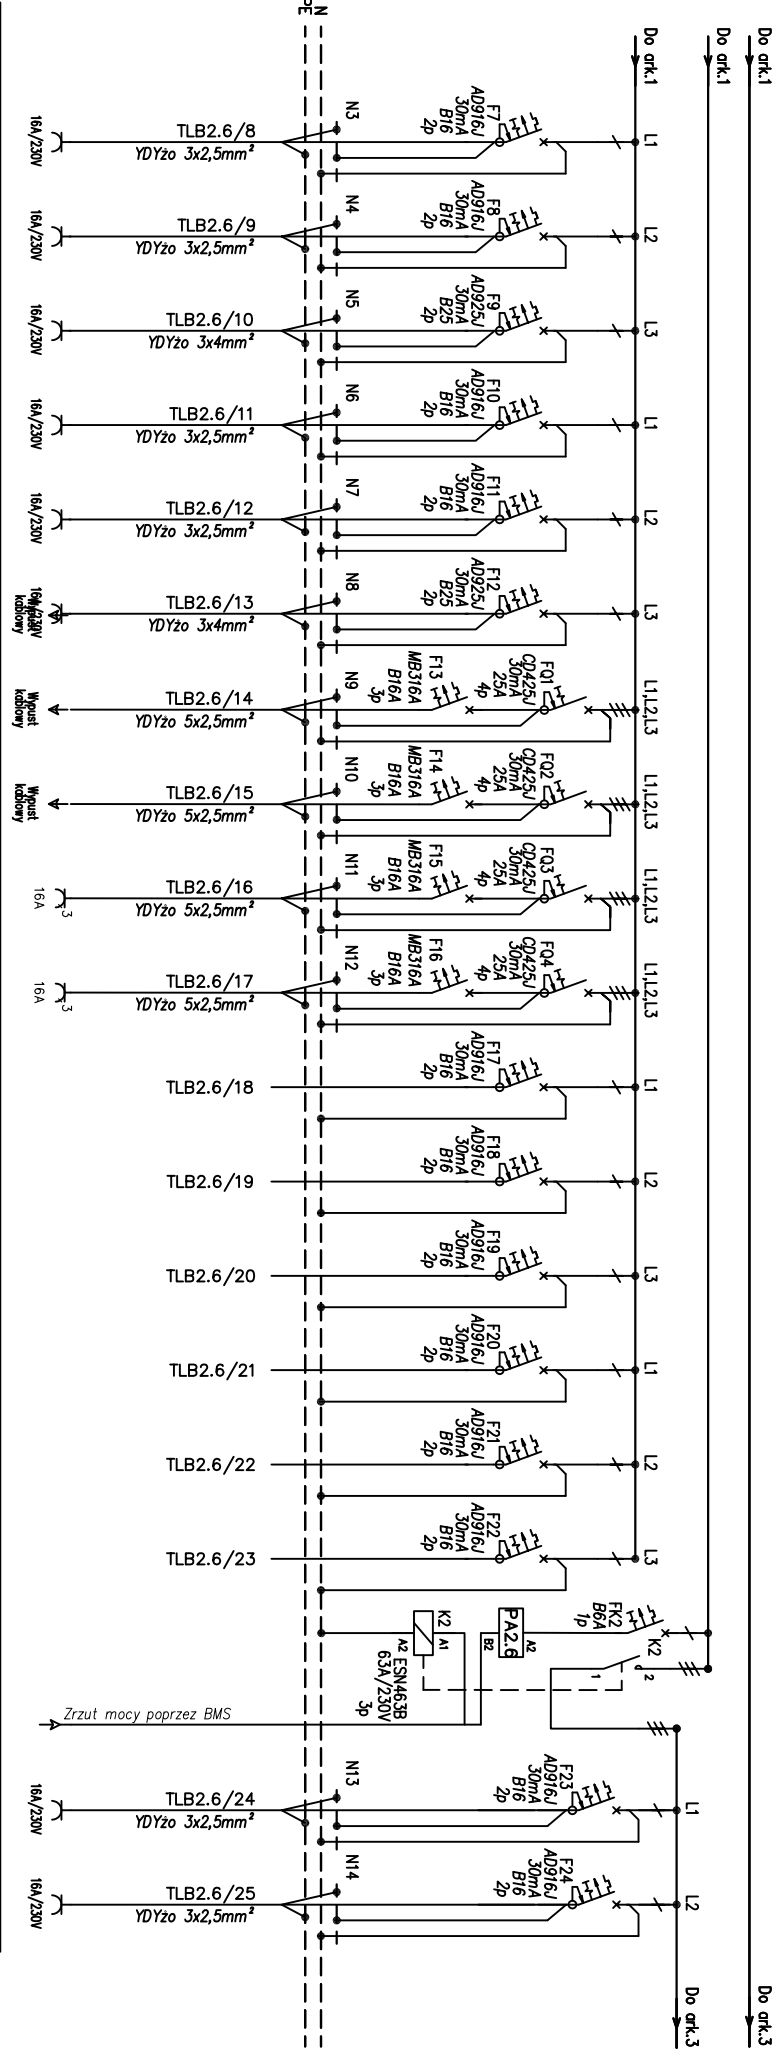 Do ark.1
Do ark.1
Do ark.1
N
PE
L1
F7
AD916J
30mA
B16
2p
N3
TLB2.6/8
YDYżo 3x2,5mm²
16A/230V
L2
F8
AD916J
30mA
B16
2p
N4
TLB2.6/9
YDYżo 3x2,5mm²
16A/230V
L3
F9
AD925J
30mA
B25
2p
N5
TLB2.6/10
YDYżo 3x4mm²
16A/230V
L1
F10
AD916J
30mA
B16
2p
N6
TLB2.6/11
YDYżo 3x2,5mm²
16A/230V
L2
F11
AD916J
30mA
B16
2p
N7
TLB2.6/12
YDYżo 3x2,5mm²
16A/230V
L3
F12
AD925J
30mA
B25
2p
N8
TLB2.6/13
YDYżo 3x4mm²
16A/230V
Wypust
kablowy
L1,L2,L3
FQ1
CD425J
30mA
25A
4p
F13
MB316A
B16A
3p
N9
TLB2.6/14
YDYżo 5x2,5mm²
Wypust
kablowy
L1,L2,L3
FQ2
CD425J
30mA
25A
4p
F14
MB316A
B16A
3p
N10
TLB2.6/15
YDYżo 5x2,5mm²
Wypust
kablowy
L1,L2,L3
FQ3
CD425J
30mA
25A
4p
F15
MB316A
B16A
3p
N11
TLB2.6/16
YDYżo 5x2,5mm²
3
16A
L1,L2,L3
FQ4
CD425J
30mA
25A
4p
F16
MB316A
B16A
3p
N12
TLB2.6/17
YDYżo 5x2,5mm²
3
16A
L1
F17
AD916J
30mA
B16
2p
TLB2.6/18
L2
F18
AD916J
30mA
B16
2p
TLB2.6/19
L3
F19
AD916J
30mA
B16
2p
TLB2.6/20
L1
F20
AD916J
30mA
B16
2p
TLB2.6/21
L2
F21
AD916J
30mA
B16
2p
TLB2.6/22
L3
F22
AD916J
30mA
B16
2p
TLB2.6/23
FK2
B6A
1p
K2
1
2
PA2.6
A2
B2
K2
A1
A2
ESN463B
63A/230V
3p
Zrzut mocy poprzez BMS
L1
F23
AD916J
30mA
B16
2p
N13
TLB2.6/24
YDYżo 3x2,5mm²
16A/230V
L2
F24
AD916J
30mA
B16
2p
N14
TLB2.6/25
YDYżo 3x2,5mm²
16A/230V
Do ark.3
Do ark.3